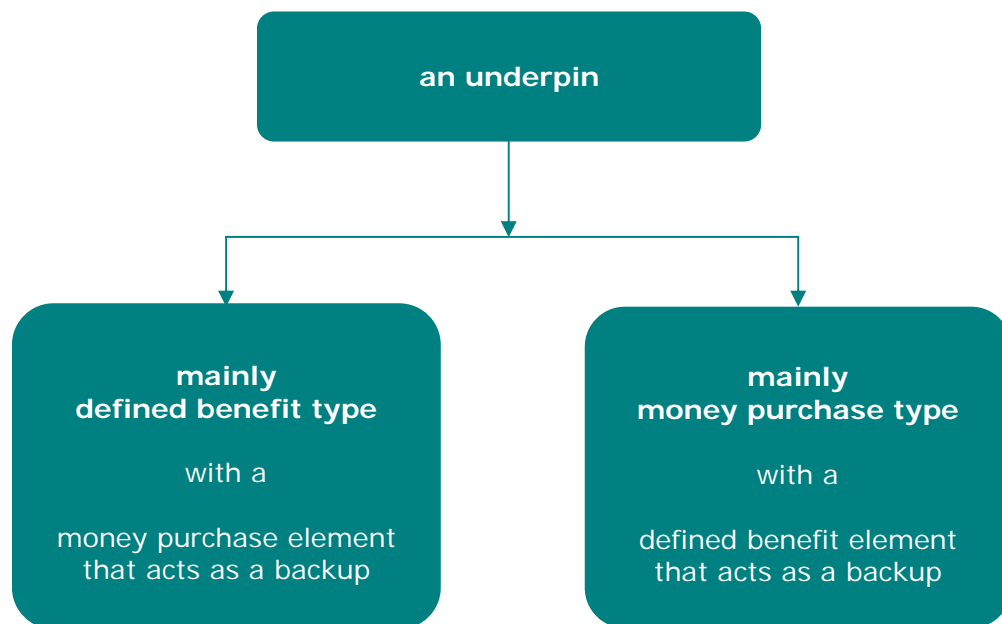 an underpin
mainly
defined benefit type
with a
money purchase element
that acts as a backup
mainly
money purchase type
with a
defined benefit element
that acts as a backup